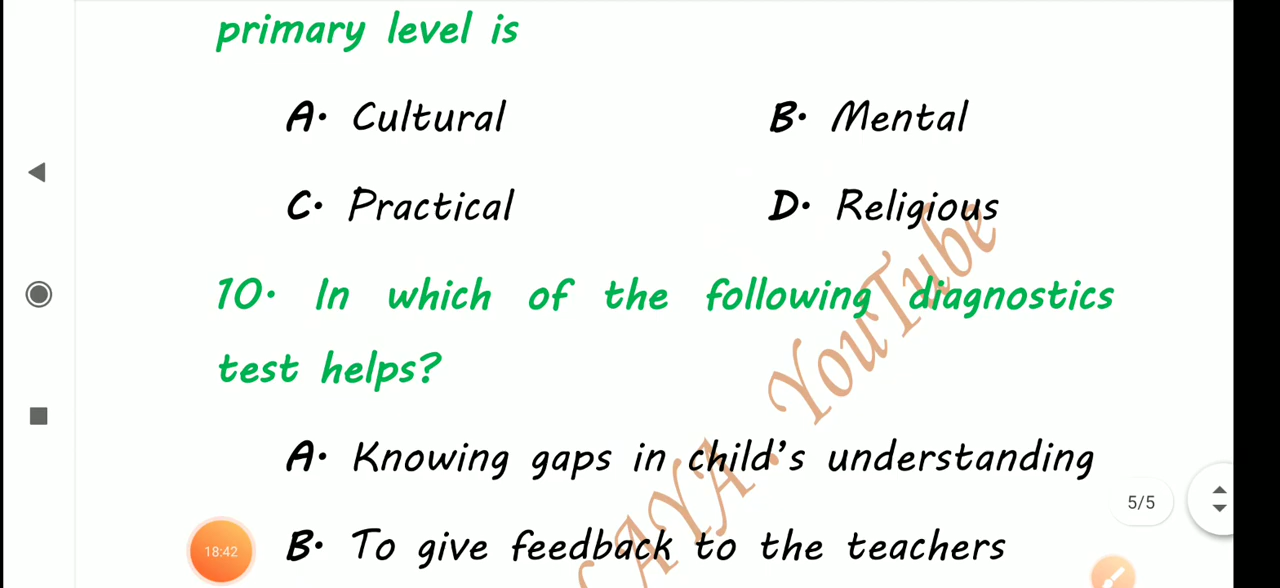 primary level is
A. Cultural B. Mental
C. Practical D. Religious
10. In which of the following diagnostics
test helps?
A. Knowing gaps in child's understanding
B. To give feedback to the teachers
AYA. YouTube
5/5
18:42